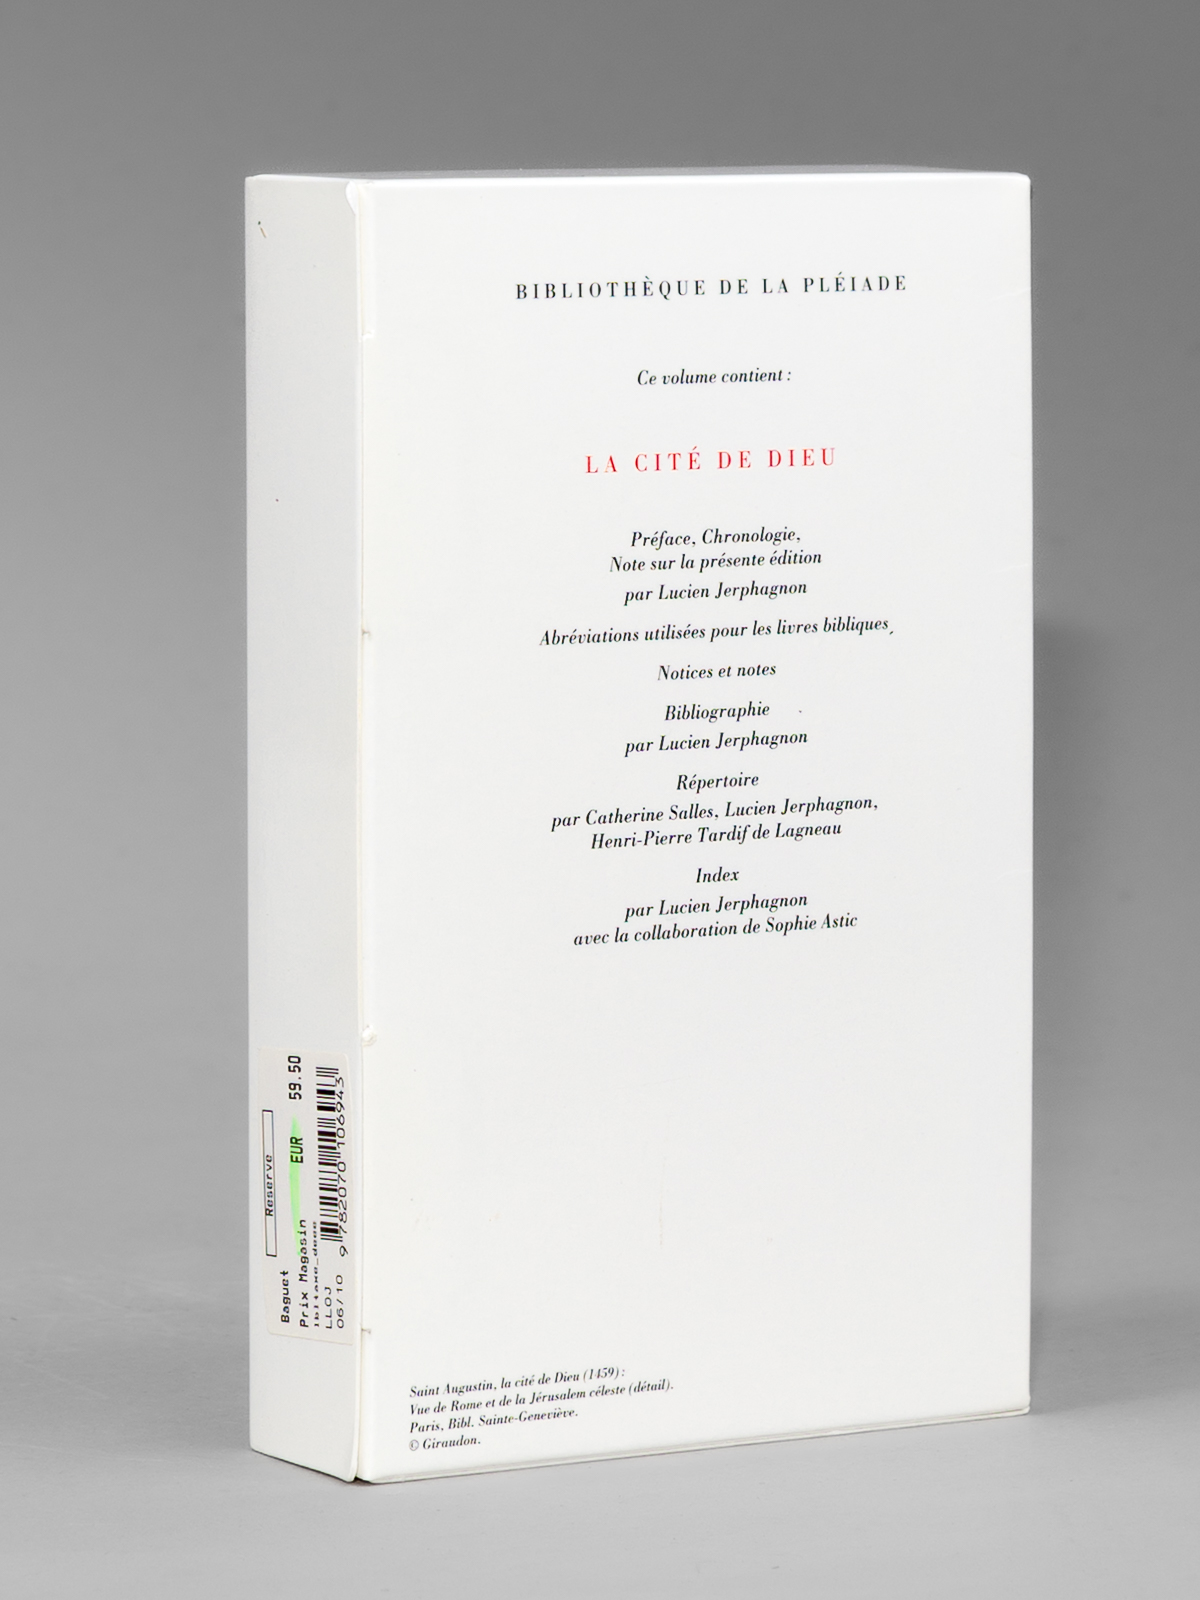 BIBLIOTHÈQUE DE LA PLÉIADE
Ce volume contient :
LA CITÉ DE DIEU
Préface, Chronologie,
Note sur la présente édition
par Lucien Jerphagnon
Abréviations utilisées pour les livres bibliques,
Notices et notes
Bibliographie
par Lucien Jerphagnon
Répertoire
par Catherine Salles, Lucien Jerphagnon,
Henri-Pierre Tardif de Lagneau
Index
par Lucien Jerphagnon
avec la collaboration de Sophie Astic
Saint Augustin, la cité de Dieu (1459) :
Vue de Rome et de la Jérusalem céleste (détail).
Paris, Bibl. Sainte-Geneviève.
© Giraudon.
Reserve
Baguet
Prix Magasin EUR 59.50
LLOJ
06/10
9 782070 106943